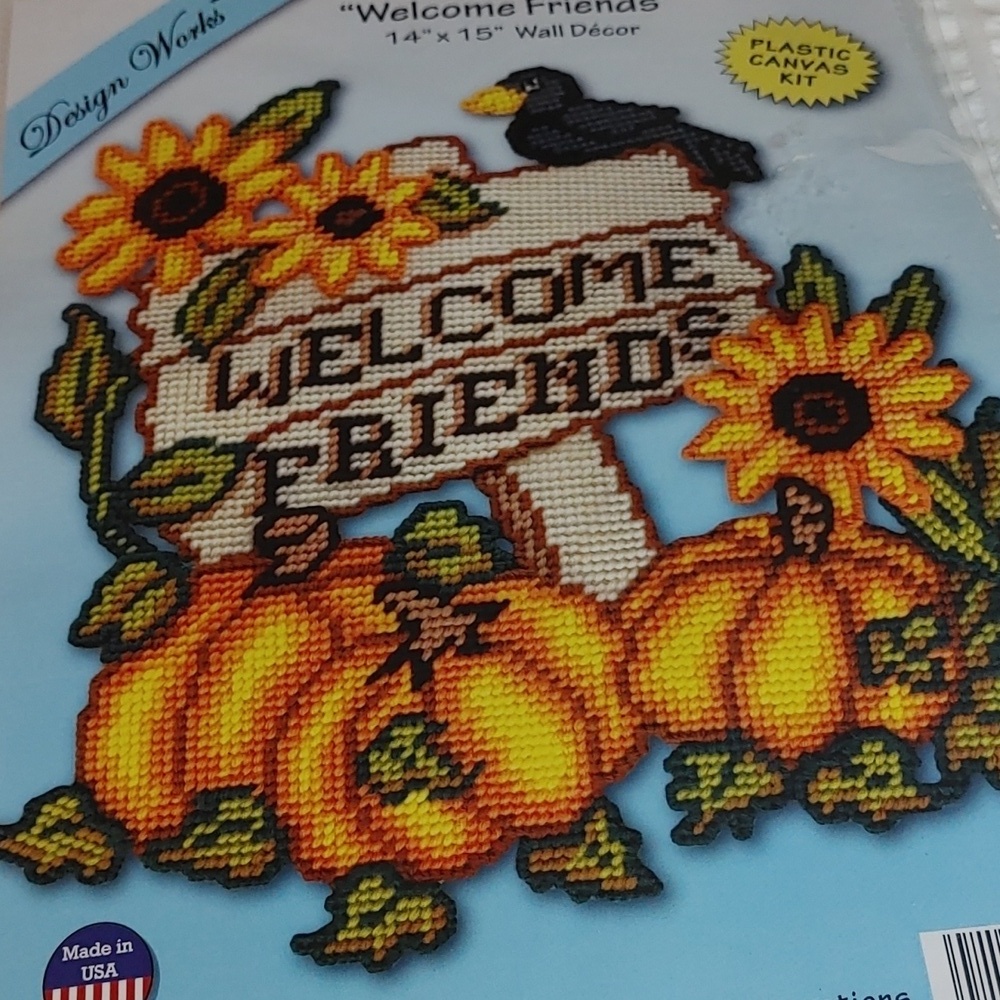 Design Works
"Welcome Friends
14" x 15" Wall Décor
PLASTIC
CANVAS
KIT
WELCOME
FRIENDS
Made in
USA